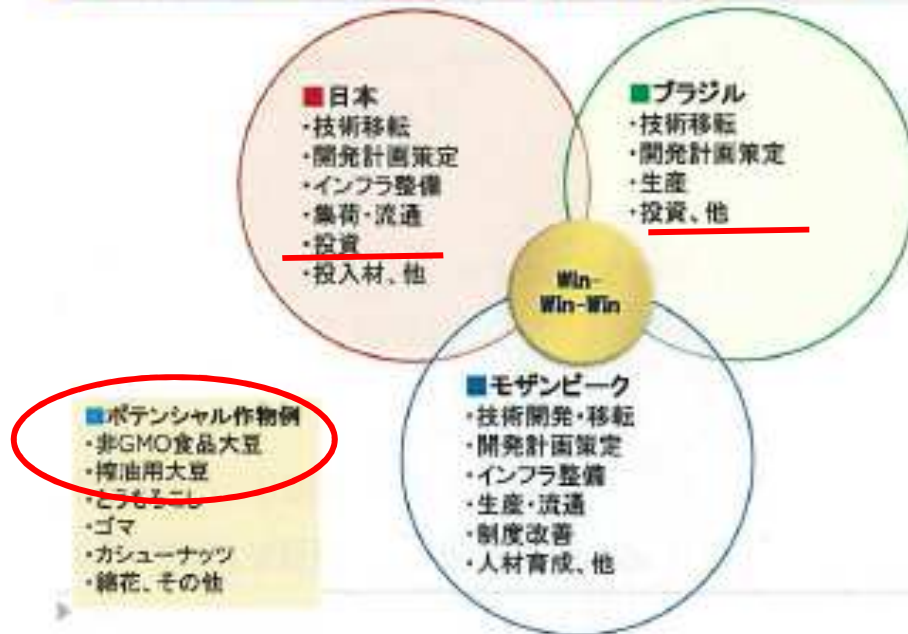 ■日本
・技術移転
・開発計画策定
・インフラ整備
・集荷・流通
・投資
・投入材、他
■ブラジル
・技術移転
・開発計画策定
・生産
・投資、他
Win-
Win-Win
■モザンビーク
・技術開発・移転
・開発計画策定
・インフラ整備
・生産・流通
・制度改善
・人材育成、他
■ポテンシャル作物例
・非GMO食品大豆
・搾油用大豆
・とうもろこし
・ゴマ
・カシューナッツ
・綿花、その他